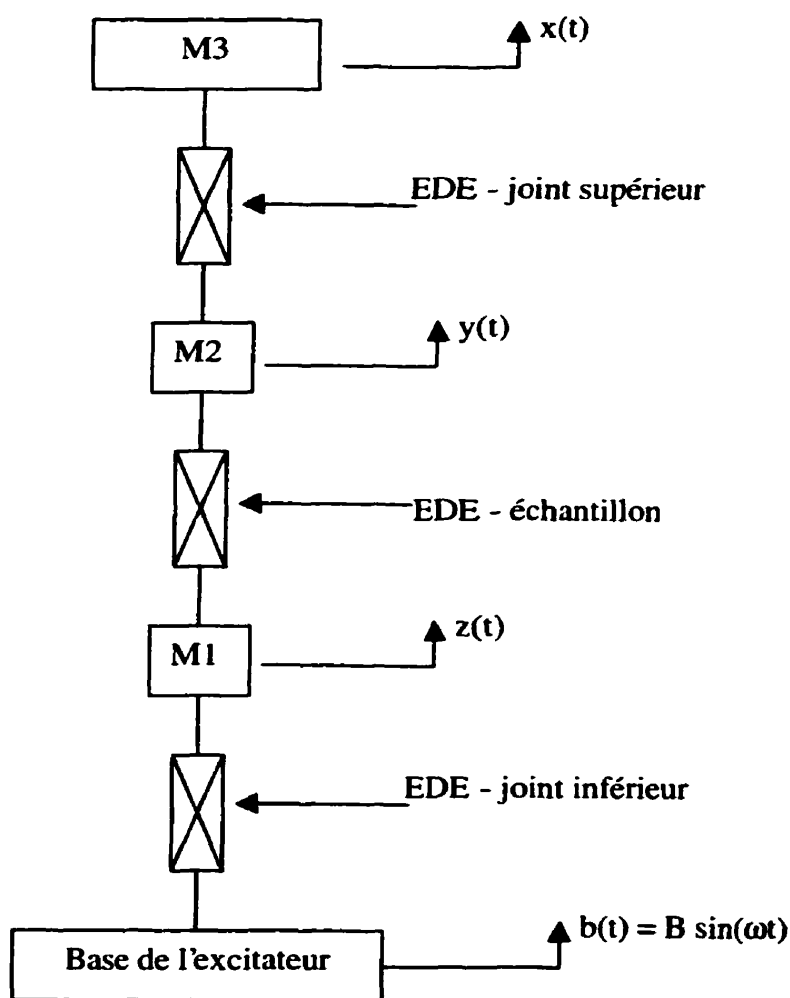 M3
x(t)
EDE - joint supérieur
M2
y(t)
EDE - échantillon
M1
z(t)
EDE - joint inférieur
Base de l'excitateur
b(t) = B sin(ωt)